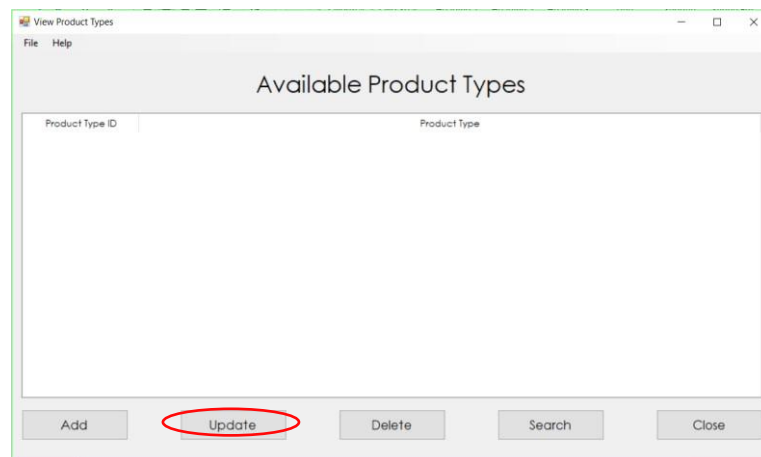 View Product Types
File Help
Available Product Types
Product Type ID Product Type
Add Update Delete Search Close